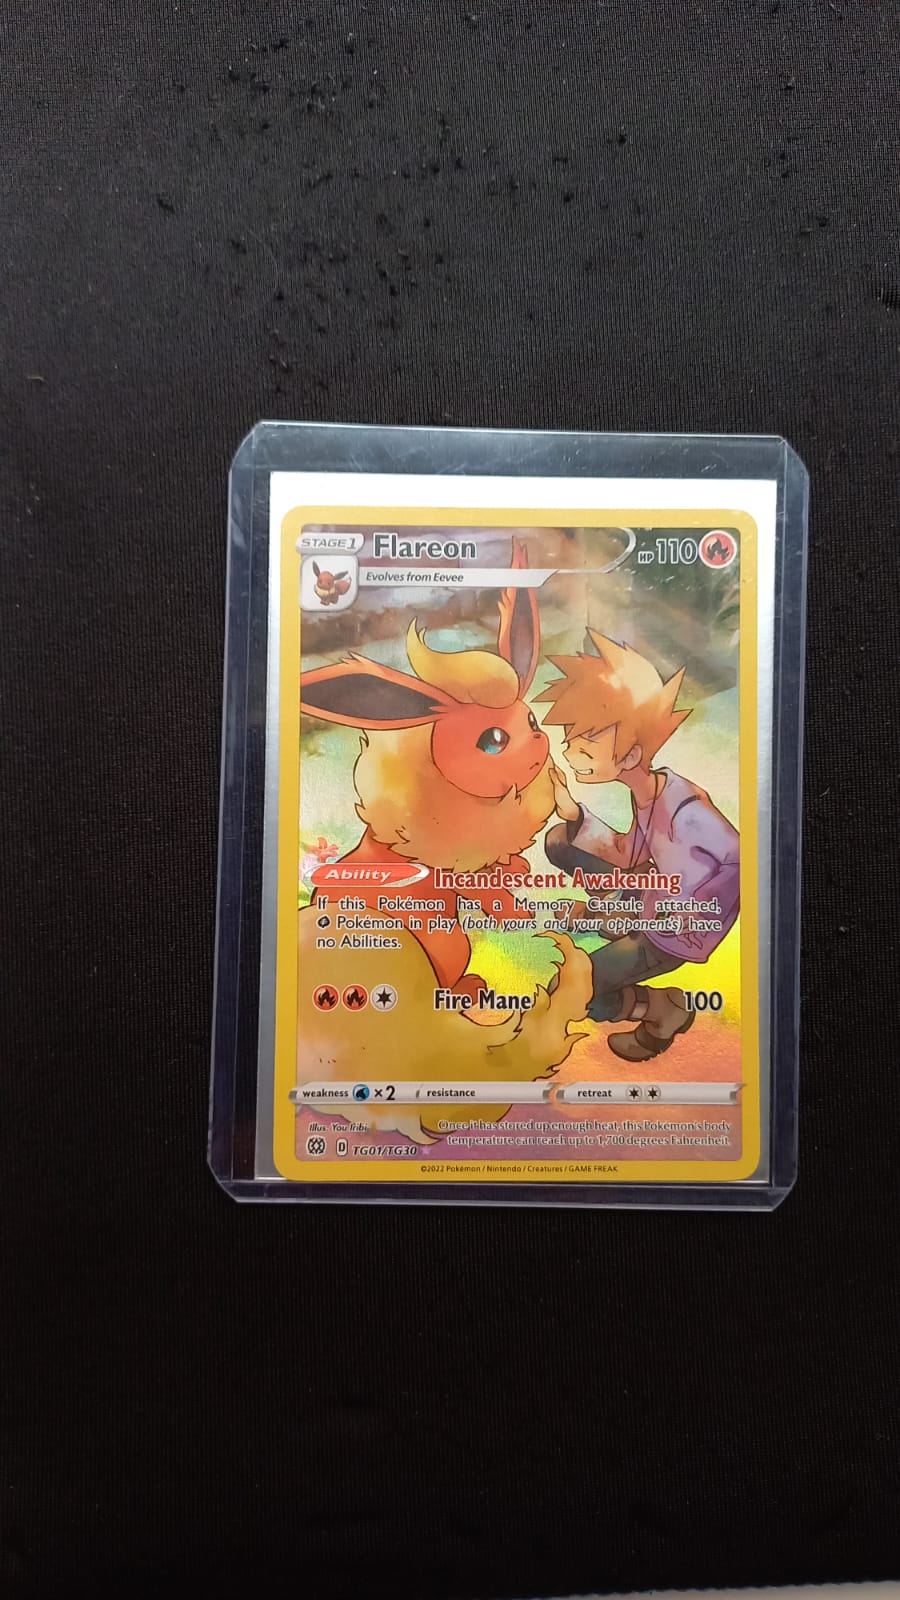 STAGE 1 Flareon HP 110
Evolves from Eevee
Ability Incandescent Awakening
If this Pokémon has a Memory Capsule attached,
Pokémon in play (both yours and your opponent's) have
no Abilities.
Fire Mane 100
weakness ×2 resistance retreat
Illus. You Iribi
Once it has stored up enough heat, this Pokémon's body
temperature can reach up to 1,700 degrees Fahrenheit.
D TG01/TG30
©2022 Pokémon / Nintendo / Creatures / GAME FREAK